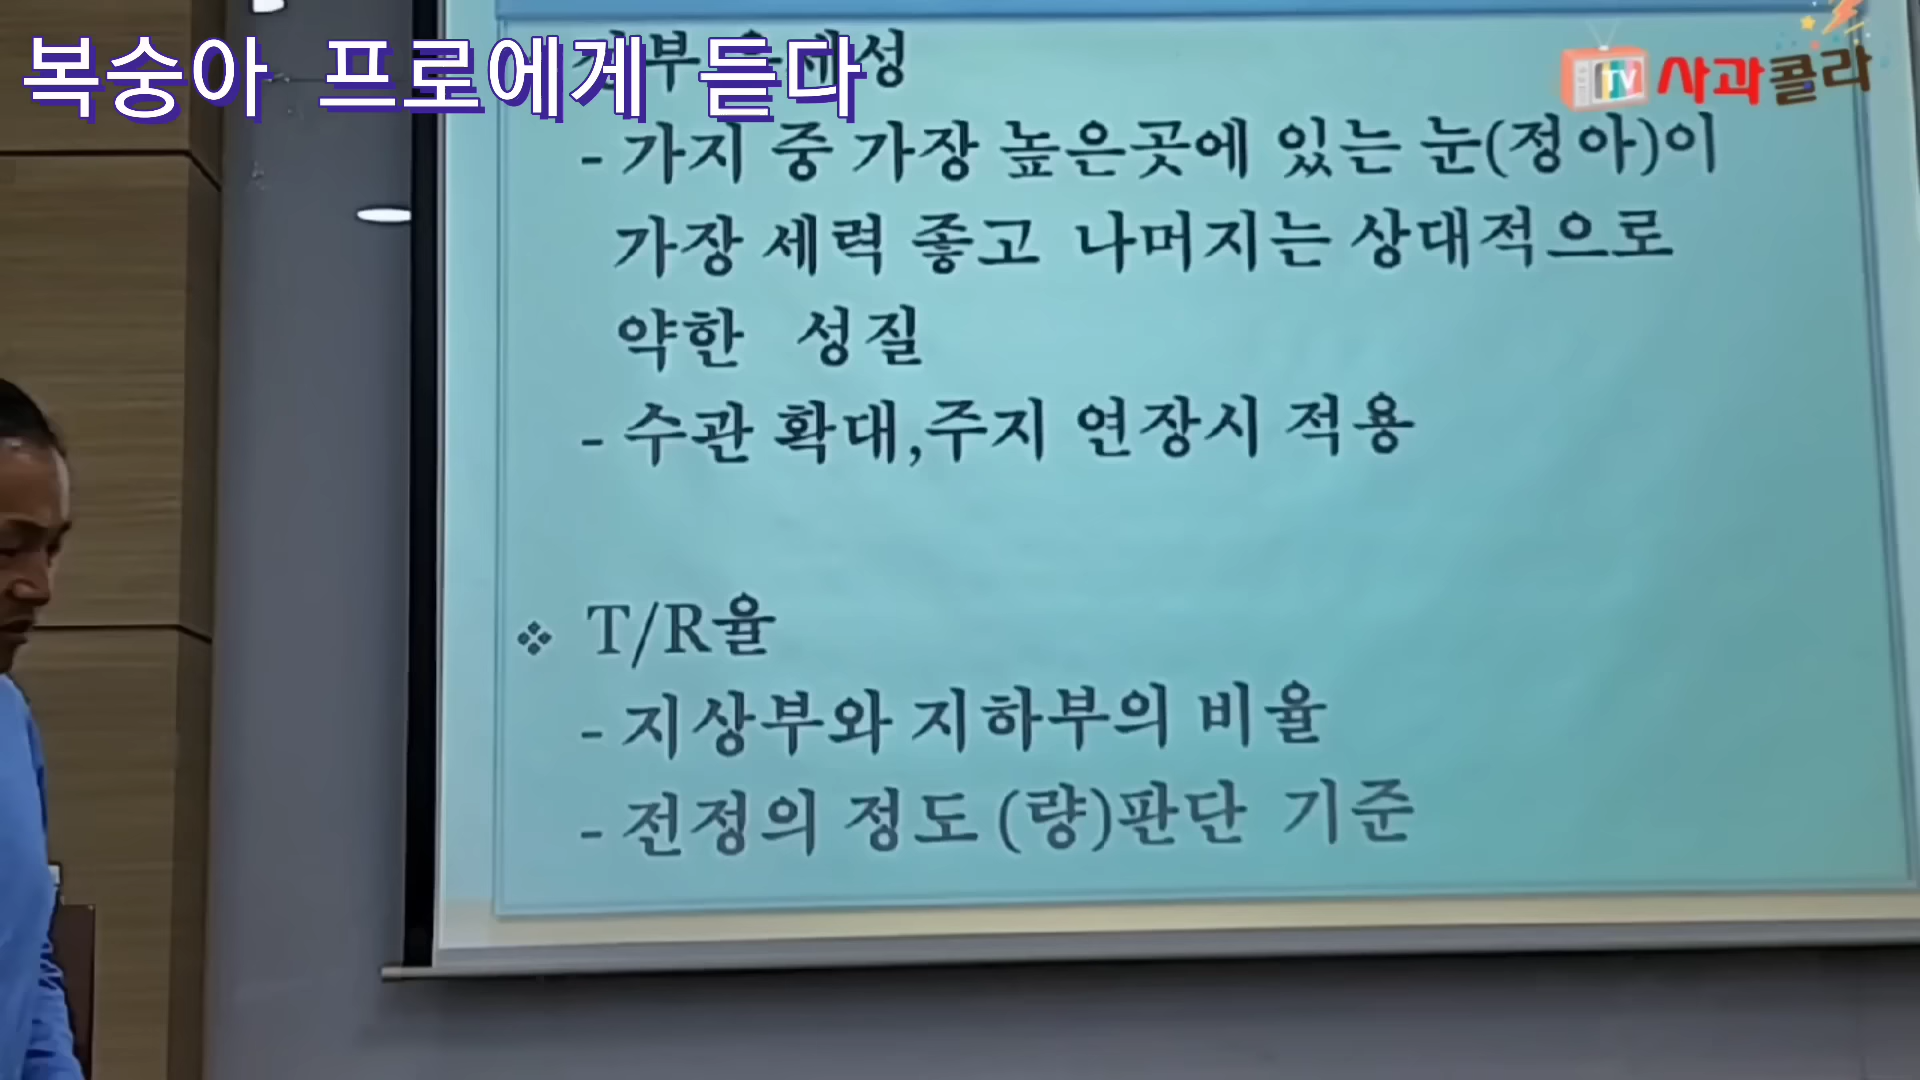 복숭아 프로에게 듣다
TV 사과콜라
- 가지 중 가장 높은곳에 있는 눈(정아)이
가장 세력 좋고 나머지는 상대적으로
약한 성질
- 수관 확대,주지 연장시 적용
❖ T/R율
- 지상부와 지하부의 비율
- 전정의 정도 (량)판단 기준